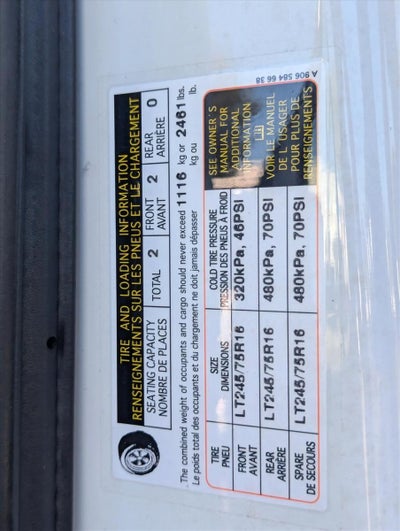 TIRE AND LOADING INFORMATION
RENSEIGNEMENTS SUR LES PNEUS ET LE CHARGEMENT
SEATING CAPACITY
NOMBRE DE PLACES
TOTAL 2
FRONT
AVANT 2
REAR
ARRIÈRE 0
The combined weight of occupants and cargo should never exceed 1116 kg or 2461 lbs.
Le poids total des occupants et du chargement ne doit jamais dépasser kg ou lb.
TIRE
PNEU
SIZE
DIMENSIONS
COLD TIRE PRESSURE
PRESSION DES PNEUS À FROID
FRONT
AVANT
LT245/75R16
320kPa, 46PSI
REAR
ARRIÈRE
LT245/75R16
480kPa, 70PSI
SPARE
DE SECOURS
LT245/75R16
480kPa, 70PSI
SEE OWNER'S
MANUAL FOR
ADDITIONAL
INFORMATION
VOIR LE MANUEL
DE L'USAGER
POUR PLUS DE
RENSEIGNEMENTS
A 906 584 66 38